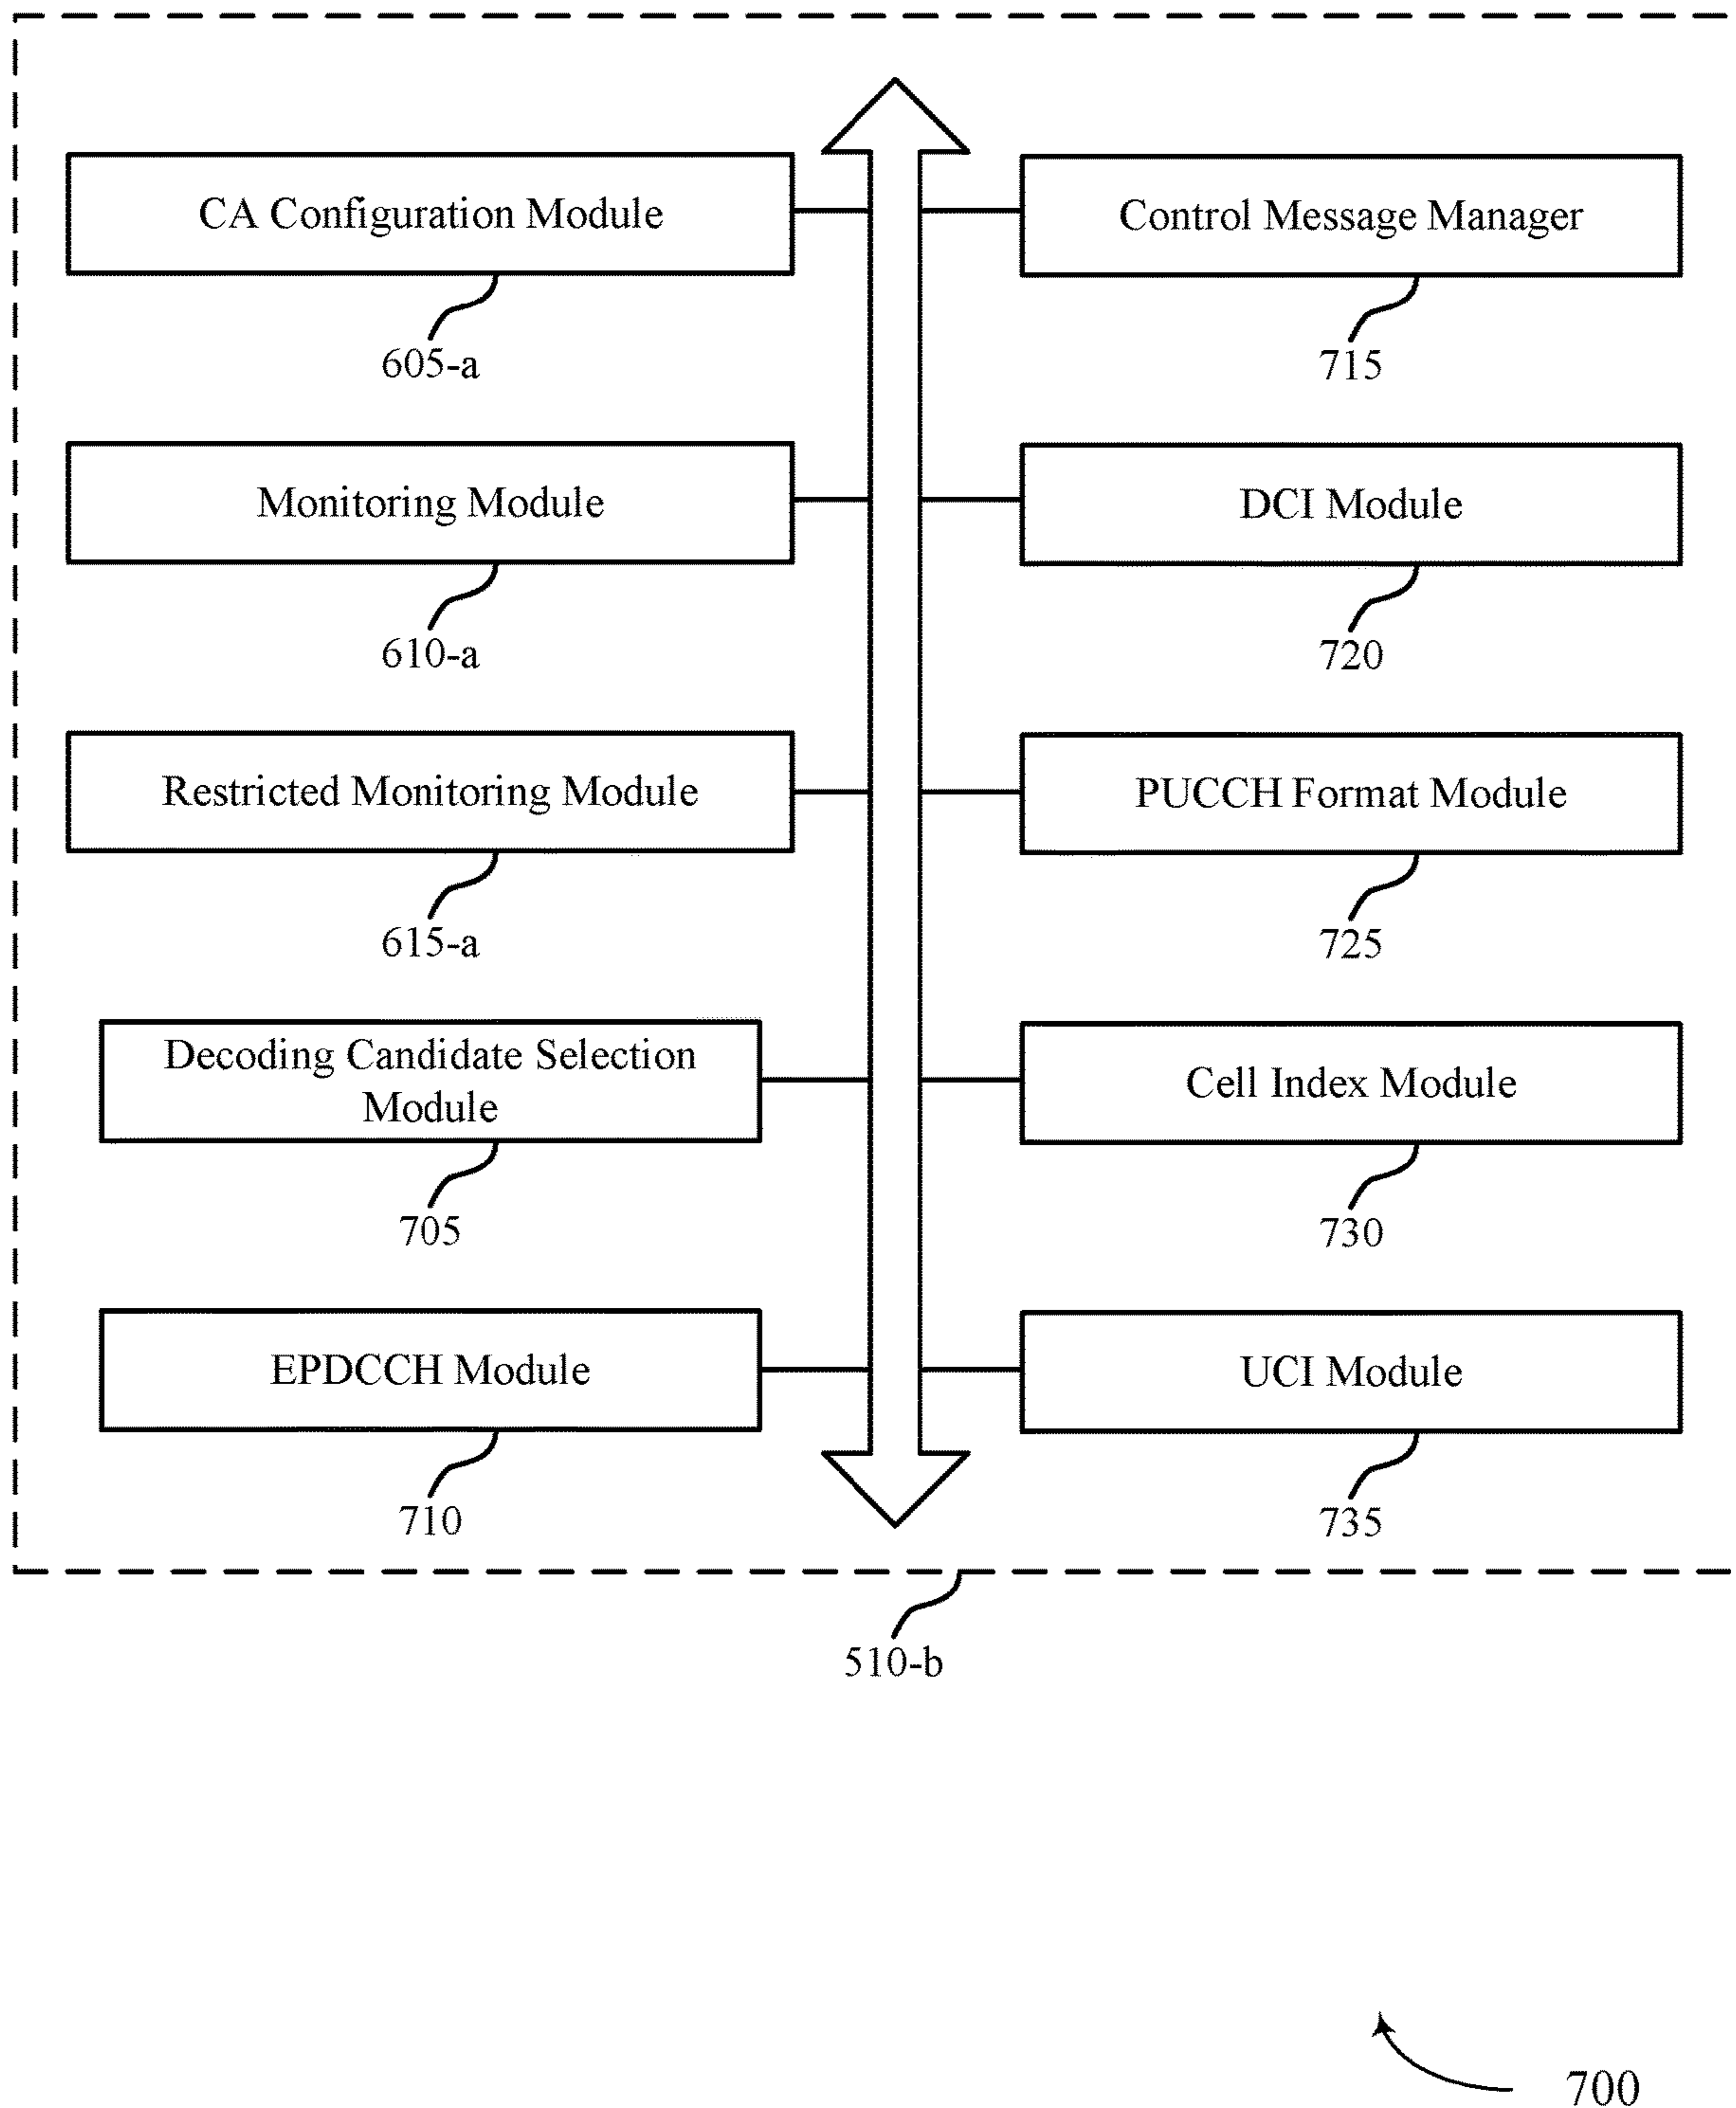 CA Configuration Module
605-a
Control Message Manager
715
Monitoring Module
610-a
DCI Module
720
Restricted Monitoring Module
615-a
PUCCH Format Module
725
Decoding Candidate Selection
Module
705
Cell Index Module
730
EPDCCH Module
710
UCI Module
735
510-b
700